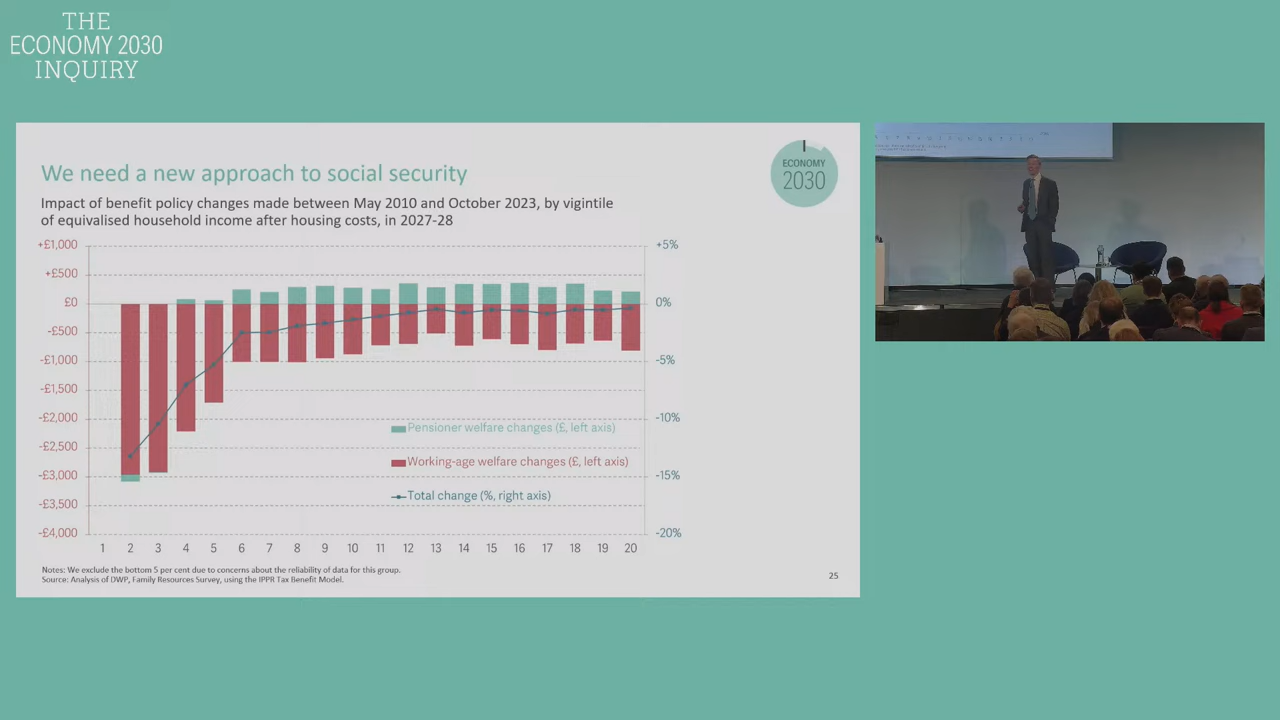 THE
ECONOMY 2030
INQUIRY
We need a new approach to social security
ECONOMY
2030
Impact of benefit policy changes made between May 2010 and October 2023, by vigintile
of equivalised household income after housing costs, in 2027-28
+£1,000
+£500
£0
-£500
-£1,000
-£1,500
-£2,000
-£2,500
-£3,000
-£3,500
-£4,000
+5%
0%
-5%
-10%
-15%
-20%
Pensioner welfare changes (£, left axis)
Working-age welfare changes (£, left axis)
Total change (%, right axis)
1 2 3 4 5 6 7 8 9 10 11 12 13 14 15 16 17 18 19 20
Notes: We exclude the bottom 5 per cent due to concerns about the reliability of data for this group.
Source: Analysis of DWP, Family Resources Survey, using the IPPR Tax Benefit Model.
25